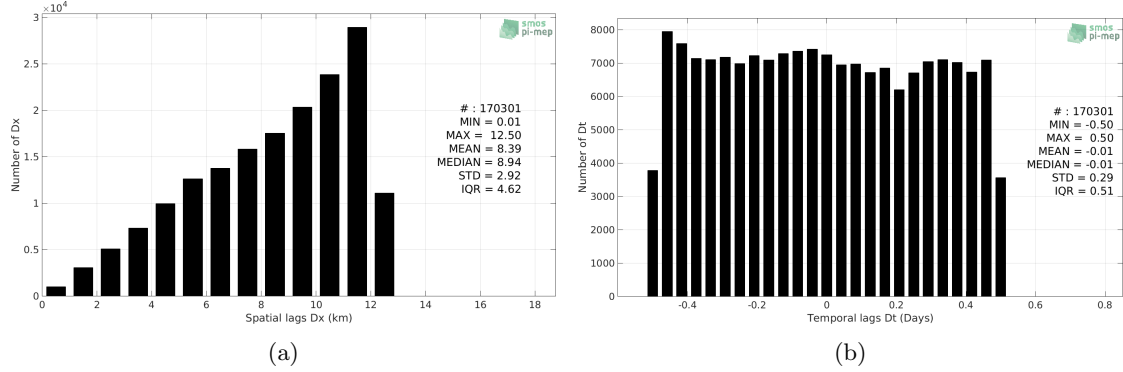 ×10⁴
smos
pi-mep
3
2.5
2
1.5
1
0.5
0
Number of Dx
# : 170301
MIN = 0.01
MAX = 12.50
MEAN = 8.39
MEDIAN = 8.94
STD = 2.92
IQR = 4.62
0 2 4 6 8 10 12 14 16 18
Spatial lags Dx (km)
(a)
smos
pi-mep
8000
7000
6000
5000
4000
3000
2000
1000
0
Number of Dt
# : 170301
MIN = -0.50
MAX = 0.50
MEAN = -0.01
MEDIAN = -0.01
STD = 0.29
IQR = 0.51
-0.4 -0.2 0 0.2 0.4 0.6 0.8
Temporal lags Dt (Days)
(b)